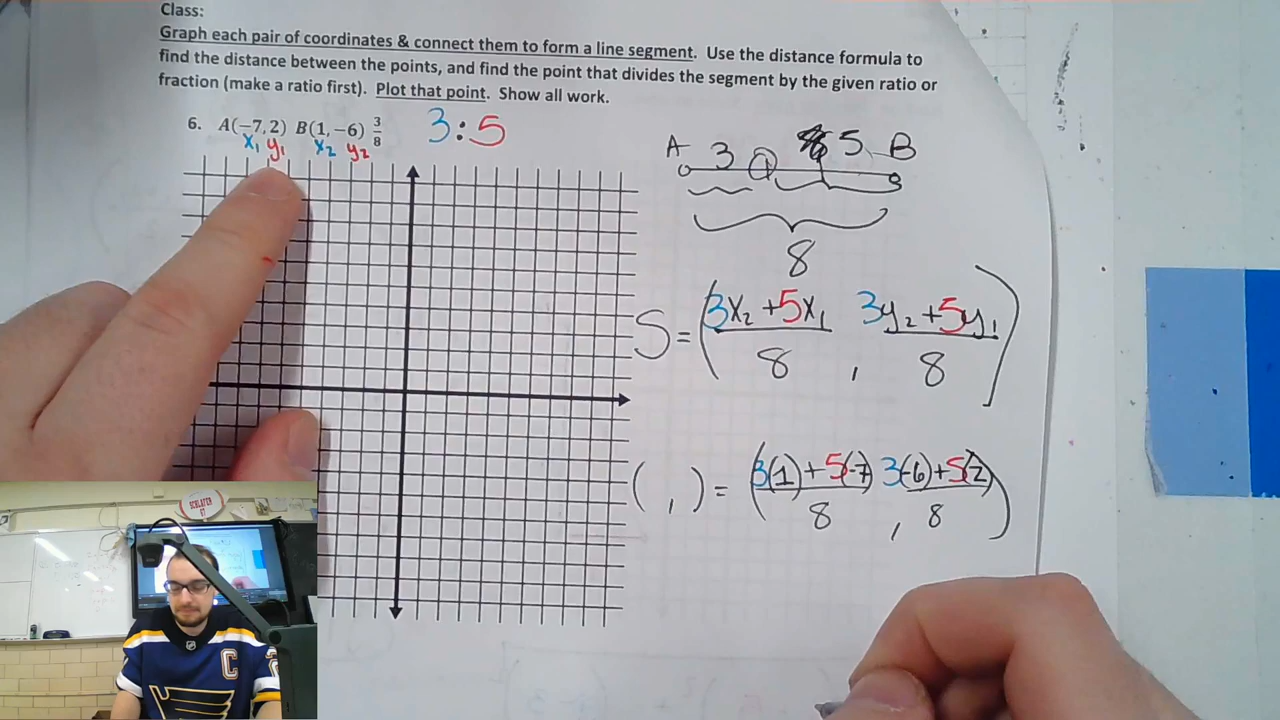 Class:
Graph each pair of coordinates & connect them to form a line segment. Use the distance formula to
find the distance between the points, and find the point that divides the segment by the given ratio or
fraction (make a ratio first). Plot that point. Show all work.
6. A(−7, 2) B(1, −6) 3/8 3:5
x₁ y₁ x₂ y₂
A 3 5 B
8
S = (3x₂+5x₁/8, 3y₂+5y₁/8)
( , ) = (3(1)+5(-7)/8, 3(-6)+5(2)/8)
C